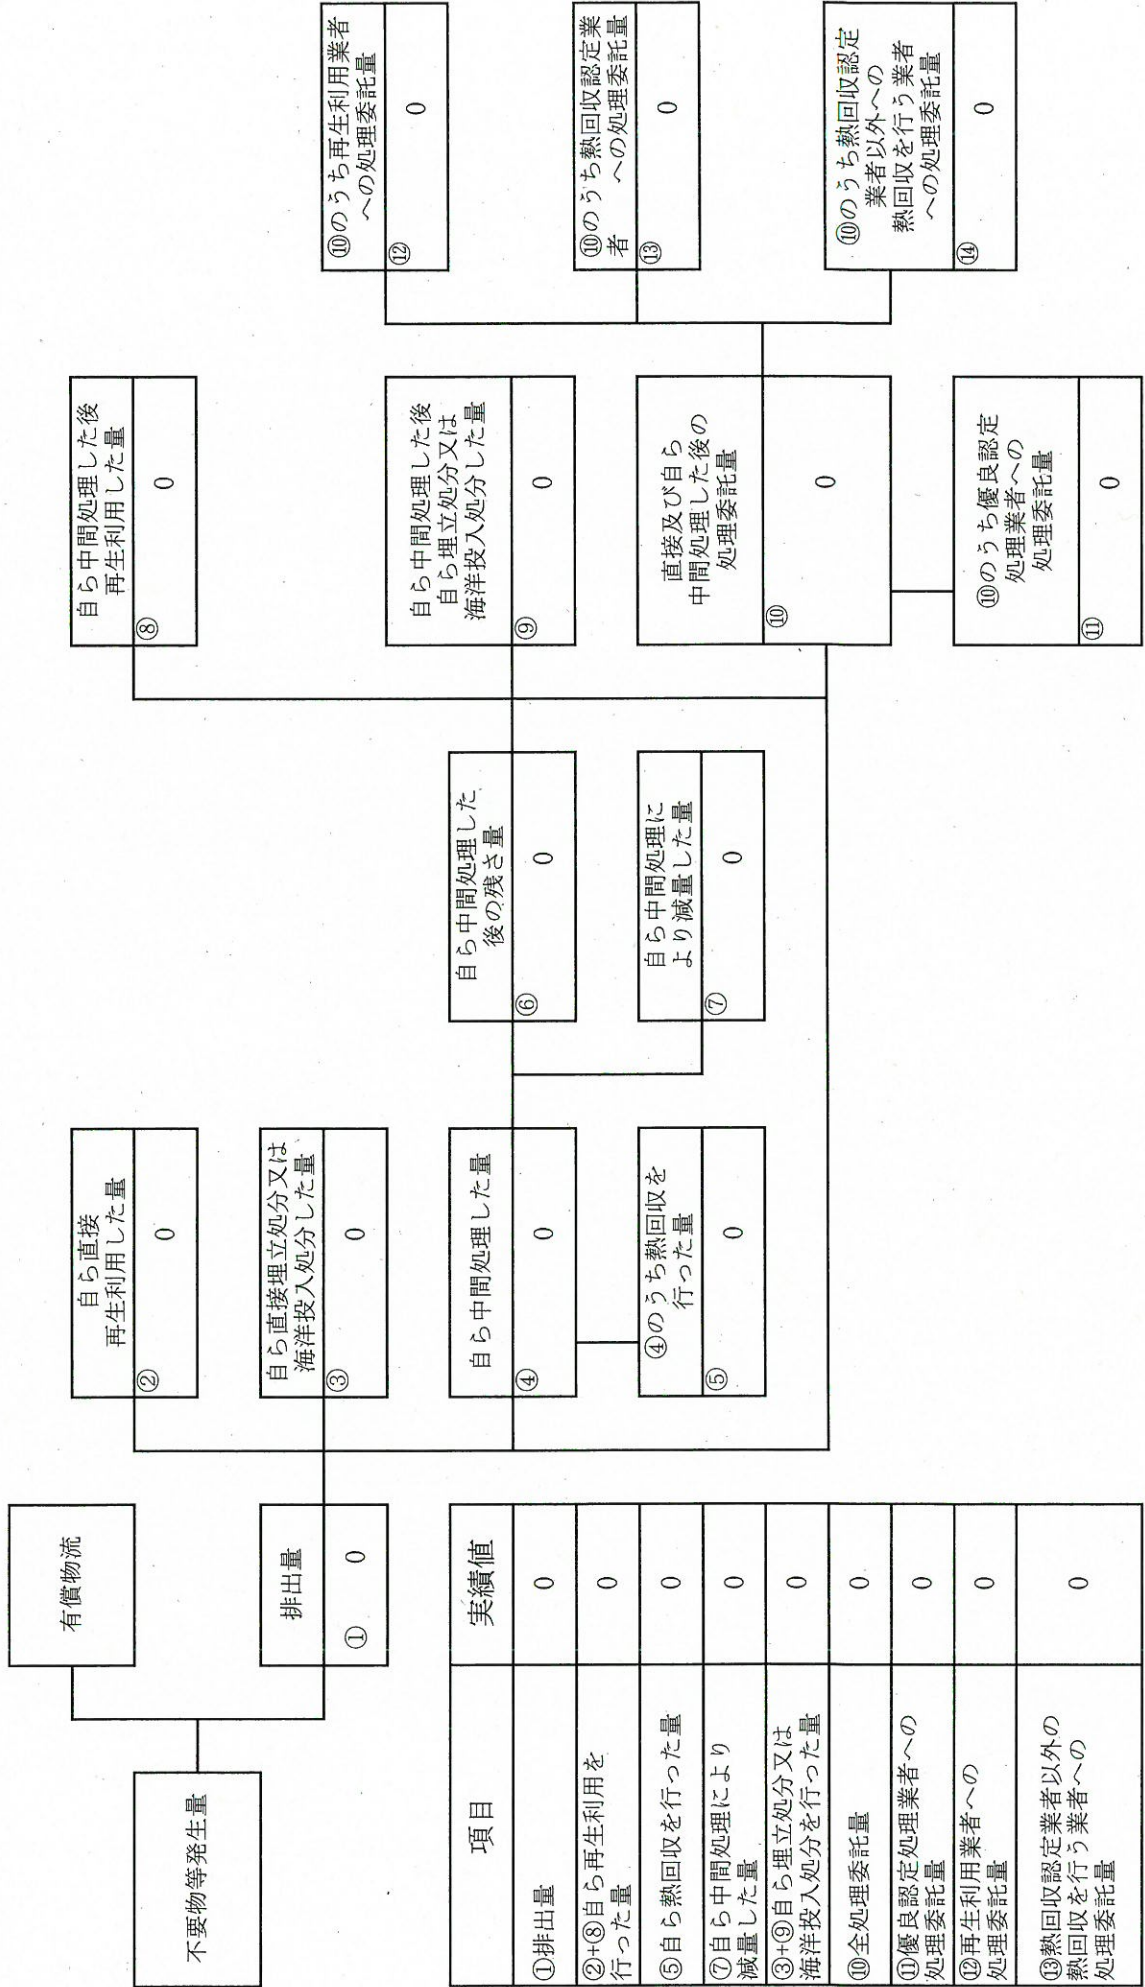 不要物等発生量
有償物流
排出量
① 0
自ら直接
再生利用した量
② 0
自ら直接埋立処分又は
海洋投入処分した量
③ 0
自ら中間処理した量
④ 0
④のうち熱回収を
行った量
⑤ 0
自ら中間処理した
後の残さ量
⑥ 0
自ら中間処理に
より減量した量
⑦ 0
自ら中間処理した後
再生利用した量
⑧ 0
自ら中間処理した後
自ら埋立処分又は
海洋投入処分した量
⑨ 0
直接及び自ら
中間処理した後の
処理委託量
⑩ 0
⑩のうち優良認定
処理業者への
処理委託量
⑪ 0
⑩のうち再生利用業者
への処理委託量
⑫ 0
⑩のうち熱回収認定業
者 への処理委託量
⑬ 0
⑩のうち熱回収認定
業者以外への
熱回収を行う業者
への処理委託量
⑭ 0
項目 実績値
①排出量 0
②+⑧自ら再生利用を
行った量 0
⑤自ら熱回収を行った量 0
⑦自ら中間処理により
減量した量 0
③+⑨自ら埋立処分又は
海洋投入処分を行った量 0
⑩全処理委託量 0
⑪優良認定処理業者への
処理委託量 0
⑫再生利用業者への
処理委託量 0
⑬熱回収認定業者以外の
熱回収を行う業者への
処理委託量 0